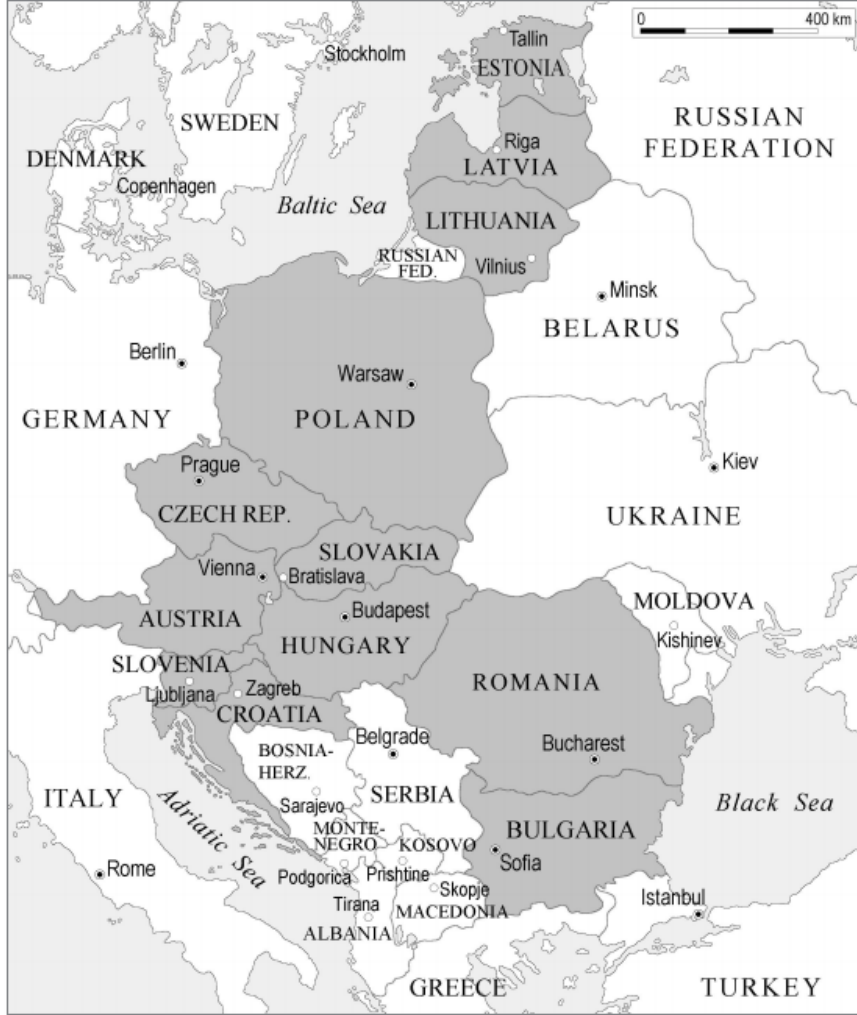 0 400 km
Tallin
ESTONIA
Stockholm
SWEDEN
RUSSIAN
FEDERATION
DENMARK
Riga
LATVIA
Copenhagen
Baltic Sea
LITHUANIA
RUSSIAN
FED.
Vilnius
Minsk
BELARUS
Berlin
Warsaw
GERMANY
POLAND
Prague
Kiev
CZECH REP.
UKRAINE
SLOVAKIA
Vienna
Bratislava
AUSTRIA
Budapest
HUNGARY
MOLDOVA
Kishinev
SLOVENIA
Ljubljana
Zagreb
CROATIA
ROMANIA
Belgrade
Bucharest
BOSNIA-
HERZ.
SERBIA
ITALY
Adriatic Sea
Sarajevo
Black Sea
MONTE-
NEGRO
KOSOVO
BULGARIA
Sofia
Rome
Podgorica
Prishtine
Skopje
Tirana
MACEDONIA
Istanbul
ALBANIA
GREECE
TURKEY